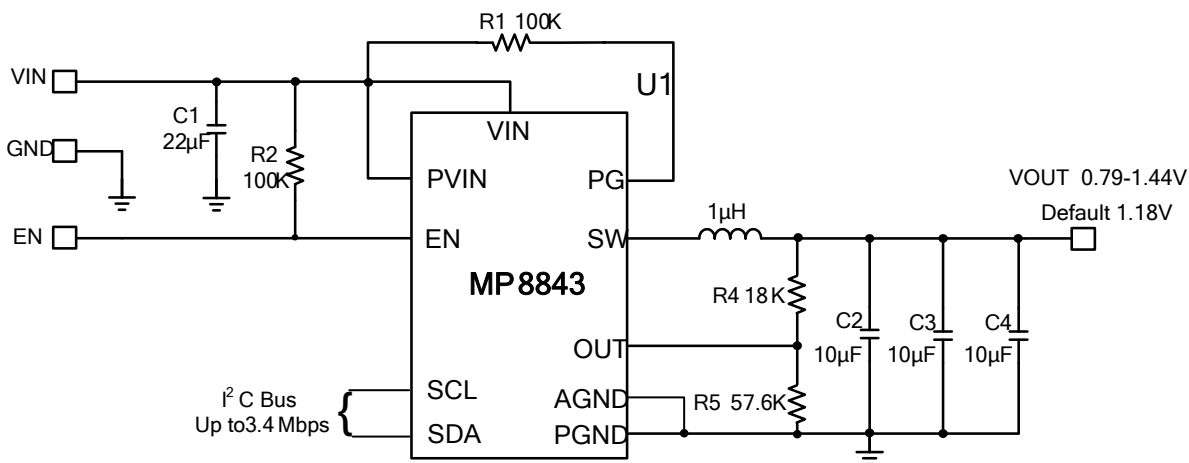 R1 100K
VIN
U1
C1
22µF
VIN
GND
R2
100K
PVIN
PG
VOUT 0.79-1.44V
Default 1.18V
1µH
EN
EN
SW
MP8843
R4 18K
C2
10µF
C3
10µF
C4
10µF
OUT
I² C Bus
Up to3.4 Mbps
{
SCL
SDA
AGND
R5 57.6K
PGND